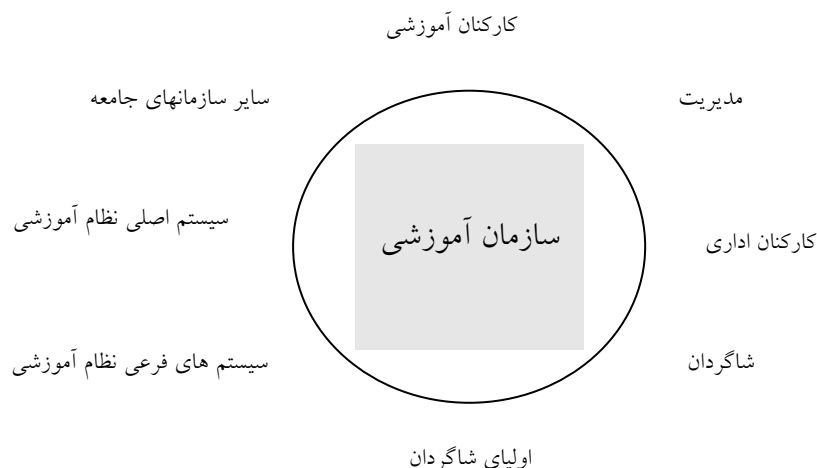 کارکنان آموزشی
مدیریت
سایر سازمانهای جامعه
سیستم اصلی نظام آموزشی
سازمان آموزشی
کارکنان اداری
شاگردان
سیستم های فرعی نظام آموزشی
اولیای شاگردان